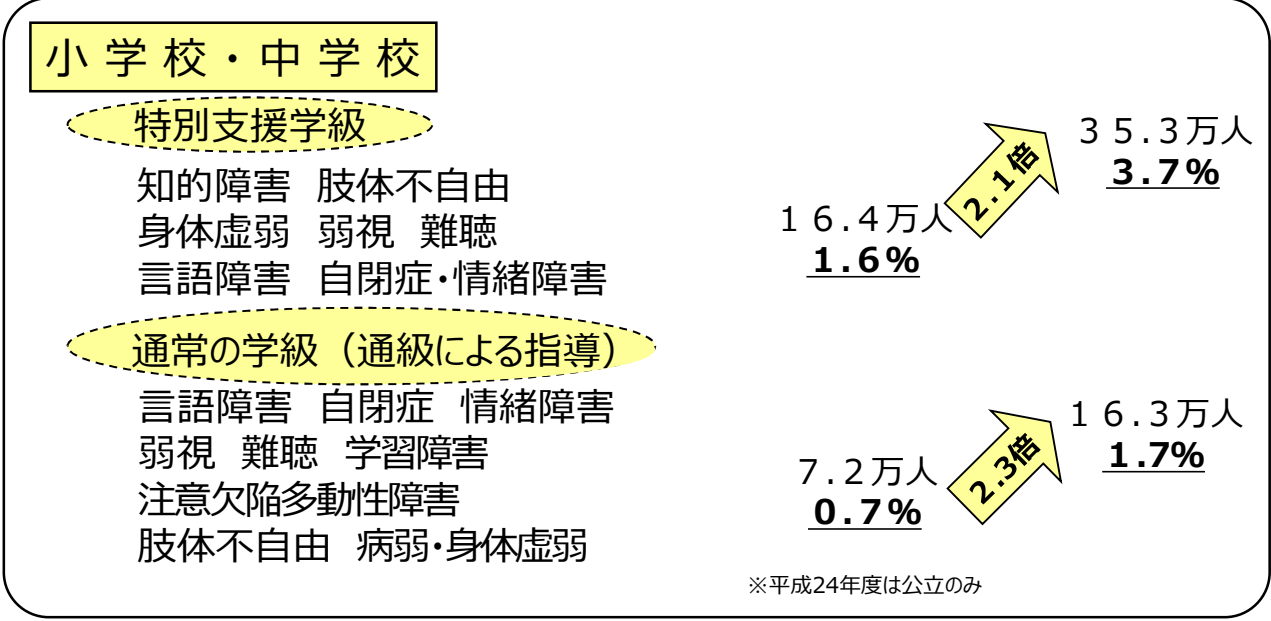 小学校・中学校
特別支援学級
知的障害 肢体不自由
身体虚弱 弱視 難聴
言語障害 自閉症・情緒障害
16.4万人
1.6%
2.1倍
35.3万人
3.7%
通常の学級（通級による指導）
言語障害 自閉症 情緒障害
弱視 難聴 学習障害
注意欠陥多動性障害
肢体不自由 病弱・身体虚弱
7.2万人
0.7%
2.3倍
16.3万人
1.7%
※平成24年度は公立のみ